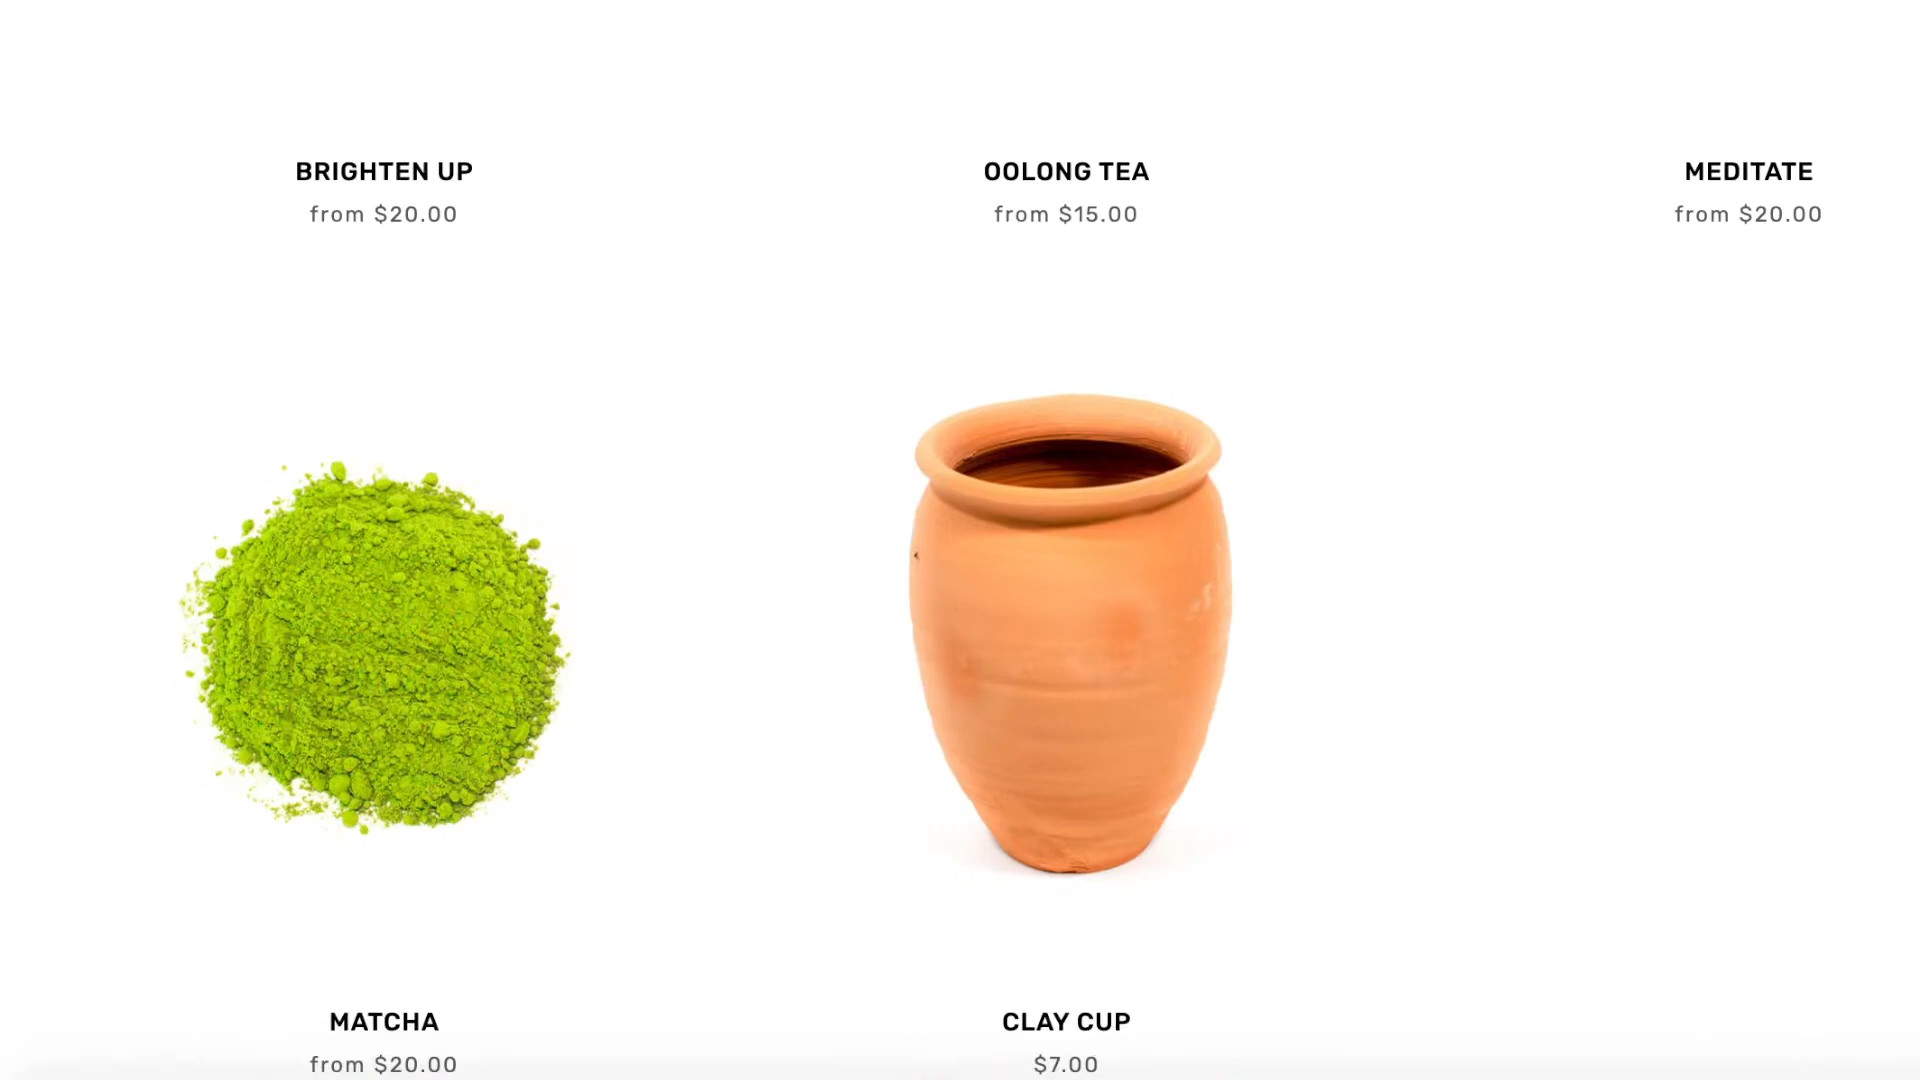 BRIGHTEN UP
from $20.00
OOLONG TEA
from $15.00
MEDITATE
from $20.00
MATCHA
from $20.00
CLAY CUP
$7.00